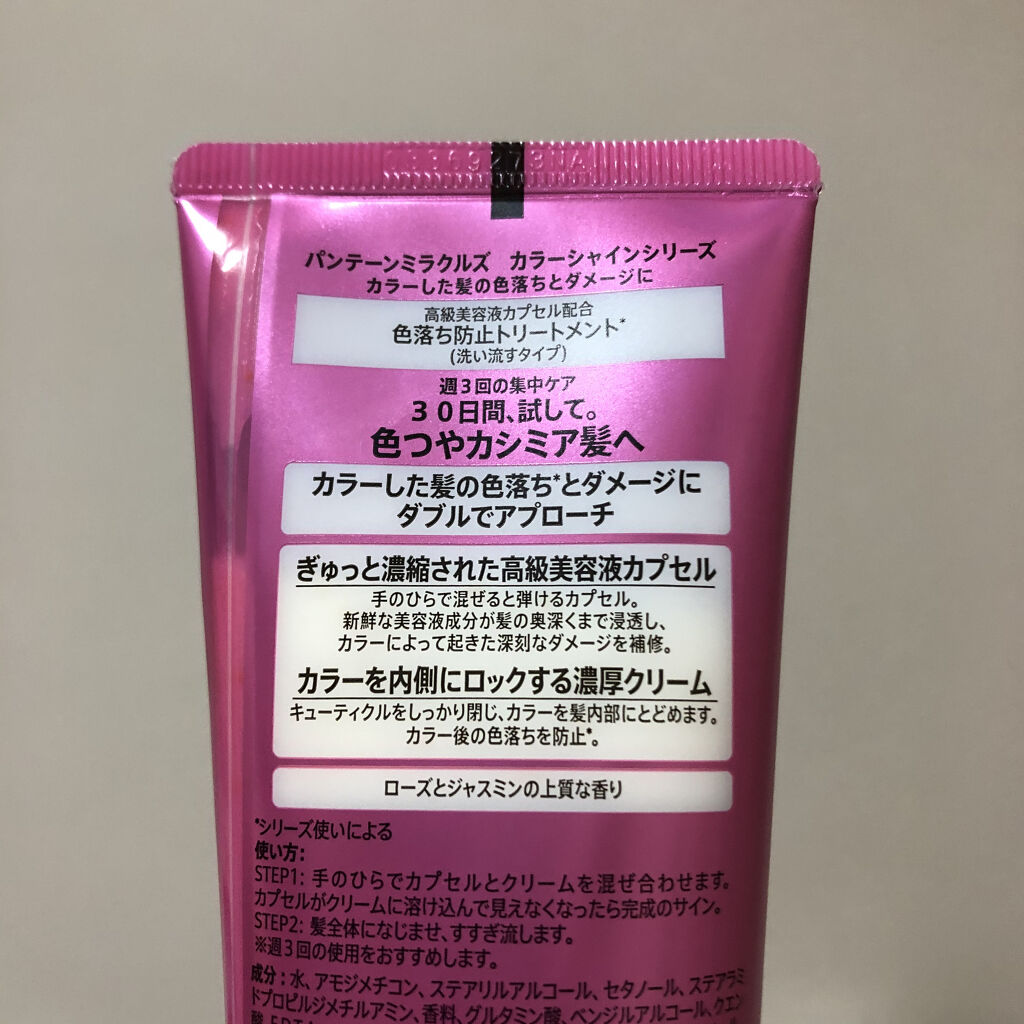 03369273NA
パンテーンミラクルズ カラーシャインシリーズ
カラーした髪の色落ちとダメージに
高級美容液カプセル配合
色落ち防止トリートメント*
(洗い流すタイプ)
週3回の集中ケア
30日間、試して。
色つやカシミア髪へ
カラーした髪の色落ち*とダメージに
ダブルでアプローチ
ぎゅっと濃縮された高級美容液カプセル
手のひらで混ぜると弾けるカプセル。
新鮮な美容液成分が髪の奥深くまで浸透し、
カラーによって起きた深刻なダメージを補修。
カラーを内側にロックする濃厚クリーム
キューティクルをしっかり閉じ、カラーを髪内部にとどめます。
カラー後の色落ちを防止*。
ローズとジャスミンの上質な香り
*シリーズ使いによる
使い方:
STEP1: 手のひらでカプセルとクリームを混ぜ合わせます。
カプセルがクリームに溶け込んで見えなくなったら完成のサイン。
STEP2: 髪全体になじませ、すすぎ流します。
※週3回の使用をおすすめします。
成分:水、アモジメチコン、ステアリルアルコール、セタノール、ステアラミ
ドプロピルジメチルアミン、香料、グルタミン酸、ベンジルアルコール、クエン